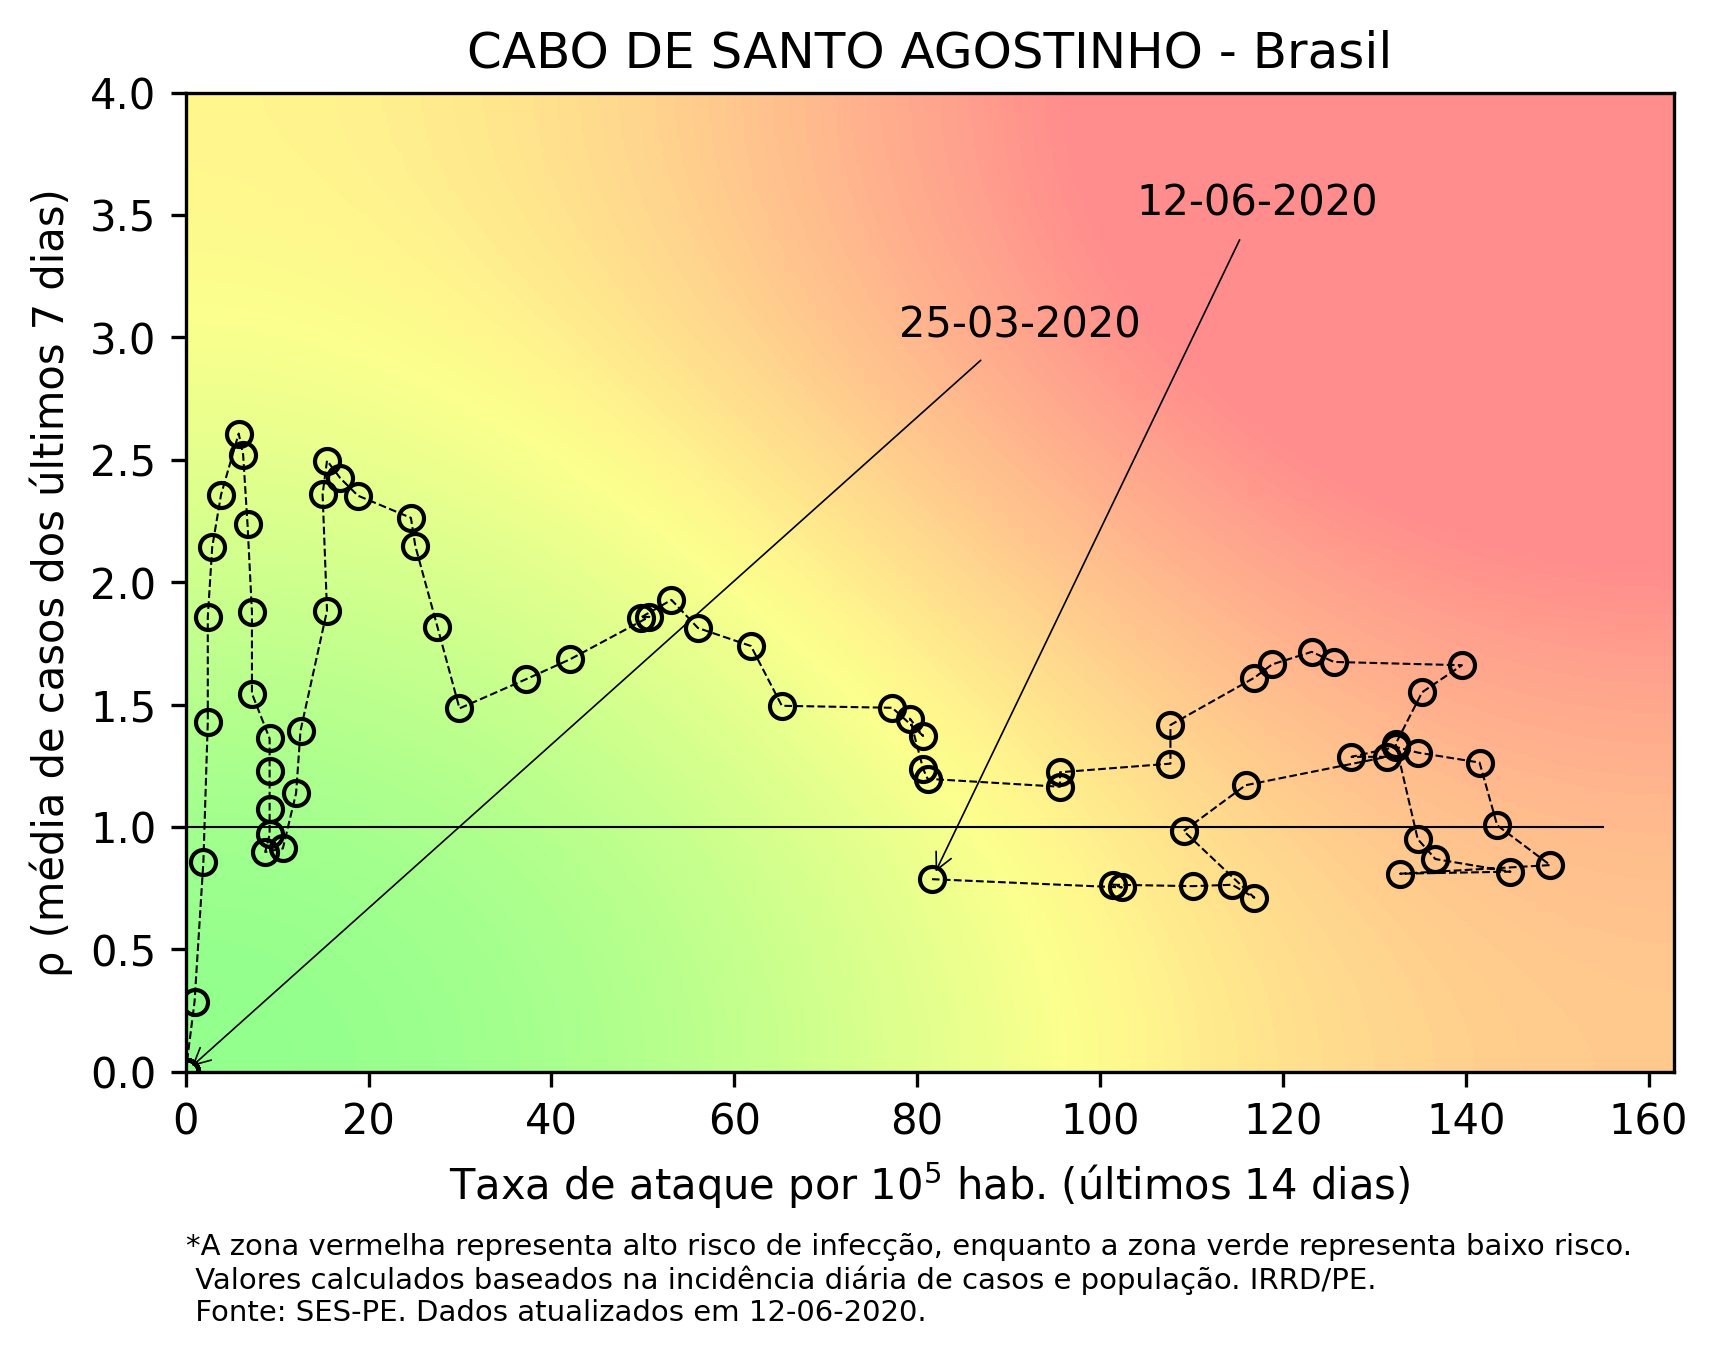 CABO DE SANTO AGOSTINHO - Brasil
4.0
3.5
3.0
2.5
2.0
1.5
1.0
0.5
0.0
ρ (média de casos dos últimos 7 dias)
12-06-2020
25-03-2020
0 20 40 60 80 100 120 140 160
Taxa de ataque por 10⁵ hab. (últimos 14 dias)
*A zona vermelha representa alto risco de infecção, enquanto a zona verde representa baixo risco.
Valores calculados baseados na incidência diária de casos e população. IRRD/PE.
Fonte: SES-PE. Dados atualizados em 12-06-2020.